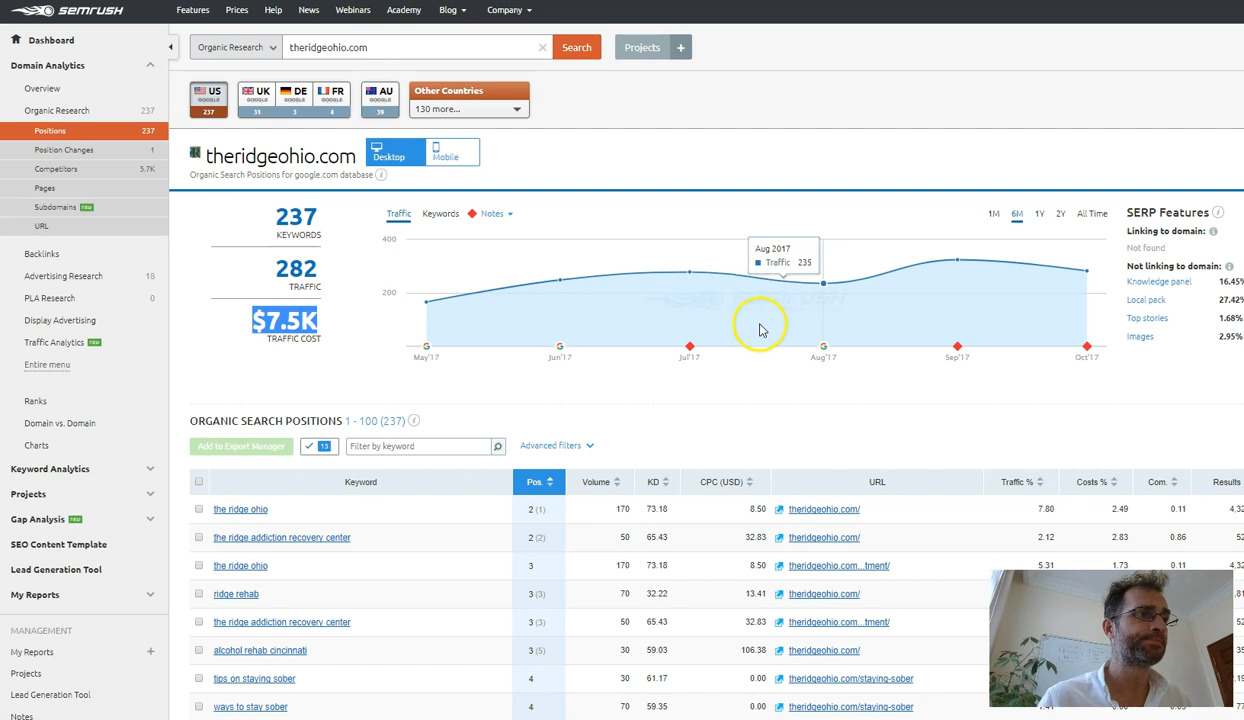 SEMRUSH
Features Prices Help News Webinars Academy Blog Company
Dashboard
Domain Analytics
Overview
Organic Research 237
Positions 237
Position Changes 1
Competitors 5.7K
Pages
Subdomains new
URL
Backlinks
Advertising Research 18
PLA Research 0
Display Advertising
Traffic Analytics new
Entire menu
Ranks
Domain vs. Domain
Charts
Keyword Analytics
Projects
Gap Analysis new
SEO Content Template
Lead Generation Tool
My Reports
MANAGEMENT
My Reports +
Projects
Lead Generation Tool
Notes
Organic Research theridgeohio.com Search Projects +
US UK DE FR AU Other Countries
GOOGLE GOOGLE GOOGLE GOOGLE GOOGLE
237 31 3 4 39 130 more...
theridgeohio.com Desktop Mobile
Organic Search Positions for google.com database
237
KEYWORDS
282
TRAFFIC
$7.5K
TRAFFIC COST
Traffic Keywords Notes 1M 6M 1Y 2Y All Time
400
200
Aug 2017
Traffic 235
May'17 Jun'17 Jul'17 Aug'17 Sep'17 Oct'17
SERP Features
Linking to domain:
Not found
Not linking to domain:
Knowledge panel 16.45%
Local pack 27.42%
Top stories 1.68%
Images 2.95%
ORGANIC SEARCH POSITIONS 1 - 100 (237)
Add to Export Manager 13 Filter by keyword Advanced filters
Keyword Pos. Volume KD CPC (USD) URL Traffic % Costs % Com. Results
the ridge ohio 2 (1) 170 73.18 8.50 theridgeohio.com/ 7.80 2.49 0.11 4,32
the ridge addiction recovery center 2 (2) 50 65.43 32.83 theridgeohio.com/ 2.12 2.83 0.86 52
the ridge ohio 3 170 73.18 8.50 theridgeohio.com...tment/ 5.31 1.73 0.11 4,32
ridge rehab 3 (3) 70 32.22 13.41 theridgeohio.com/
the ridge addiction recovery center 3 (3) 50 65.43 32.83 theridgeohio.com...tment/
alcohol rehab cincinnati 3 (5) 30 59.03 106.38 theridgeohio.com/
tips on staying sober 4 30 61.17 0.00 theridgeohio.com/staying-sober
ways to stay sober 4 70 59.35 0.00 theridgeohio.com/staying-sober